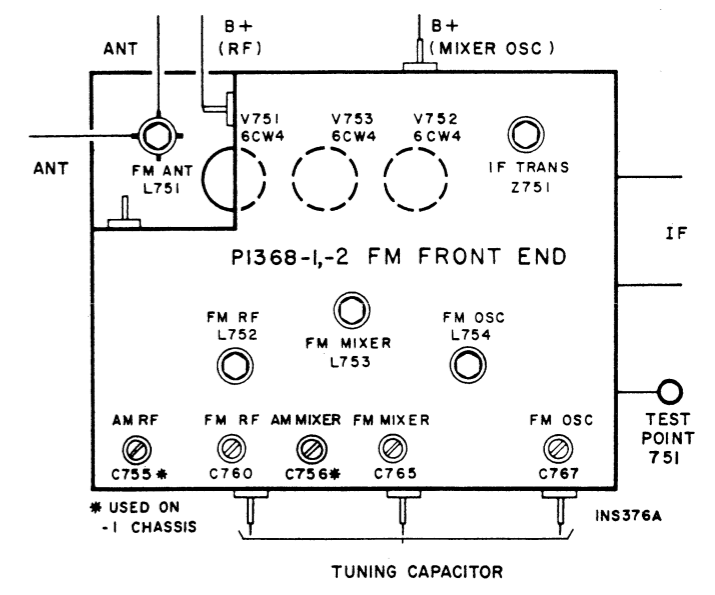 ANT
B+
(RF)
B+
(MIXER OSC)
ANT
FM ANT
L751
V751
6CW4
V753
6CW4
V752
6CW4
IF TRANS
Z751
IF
P1368-1,-2 FM FRONT END
FM RF
L752
FM MIXER
L753
FM OSC
L754
AM RF
C755*
FM RF
C760
AM MIXER
C756*
FM MIXER
C765
FM OSC
C767
TEST
POINT
751
* USED ON
-1 CHASSIS
INS376A
TUNING CAPACITOR